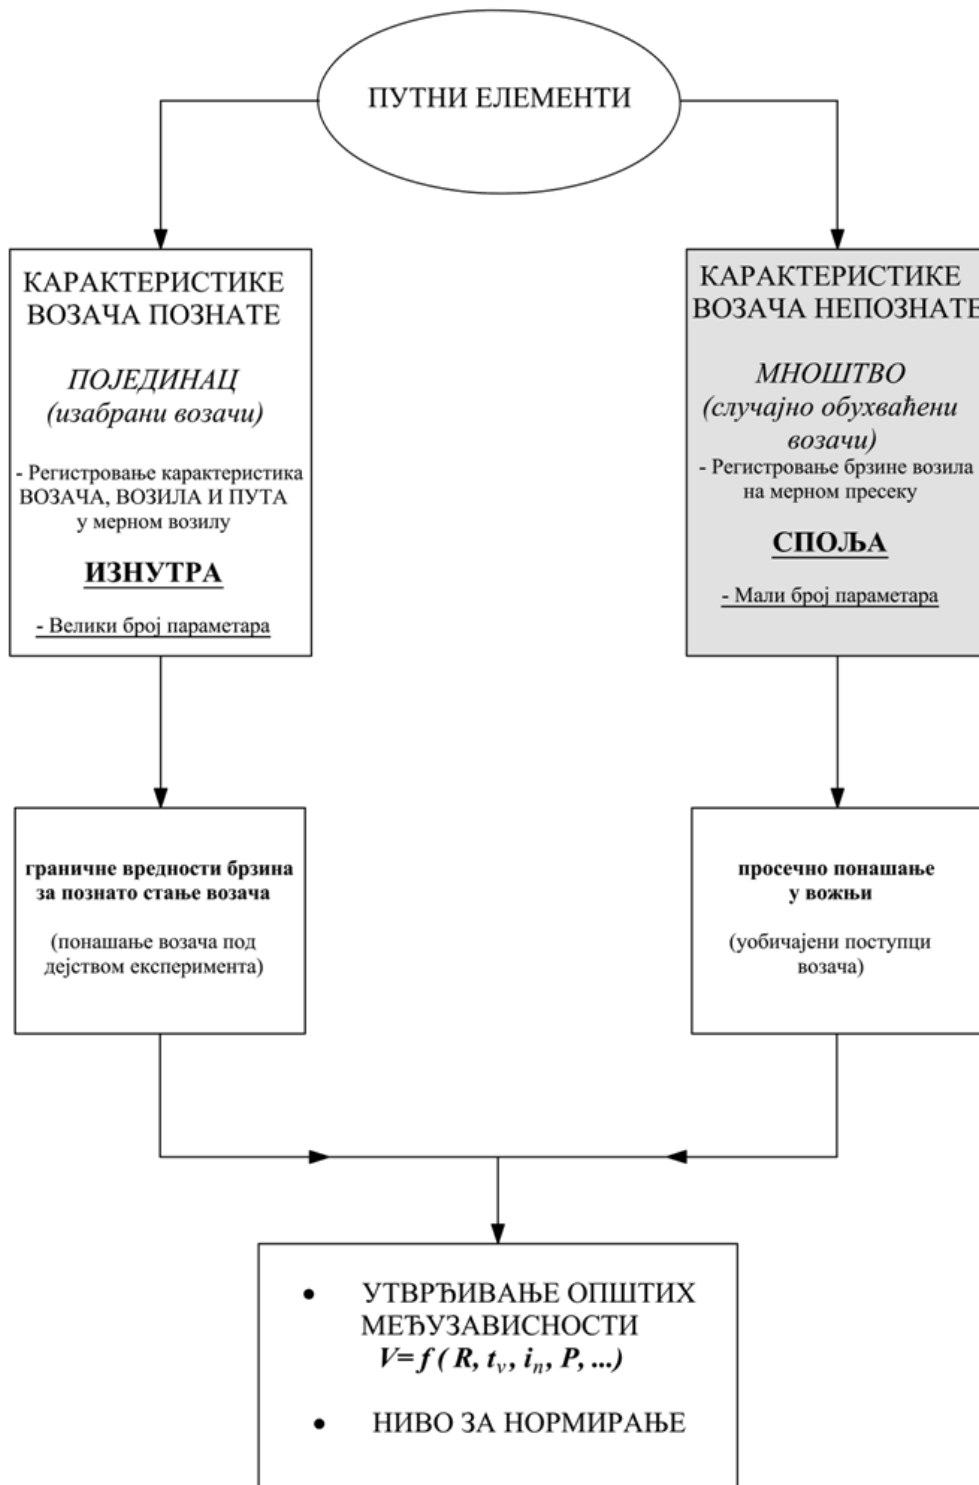 ПУТНИ ЕЛЕМЕНТИ
КАРАКТЕРИСТИКЕ
ВОЗАЧА ПОЗНАТЕ
ПОЈЕДИНАЦ
(изабрани возачи)
- Регистровање карактеристика
ВОЗАЧА, ВОЗИЛА И ПУТА
у мерном возилу
ИЗНУТРА
- Велики број параметара
КАРАКТЕРИСТИКЕ
ВОЗАЧА НЕПОЗНАТЕ
МНОШТВО
(случајно обухваћени
возачи)
- Регистровање брзине возила
на мерном пресеку
СПОЉА
- Мали број параметара
граничне вредности брзина
за познато стање возача
(понашање возача под
дејством експеримента)
просечно понашање
у вожњи
(уобичајени поступци
возача)
• УТВРЂИВАЊЕ ОПШТИХ
МЕЂУЗАВИСНОСТИ
V= f ( R, tᵥ, iₙ, P, ...)
• НИВО ЗА НОРМИРАЊЕ